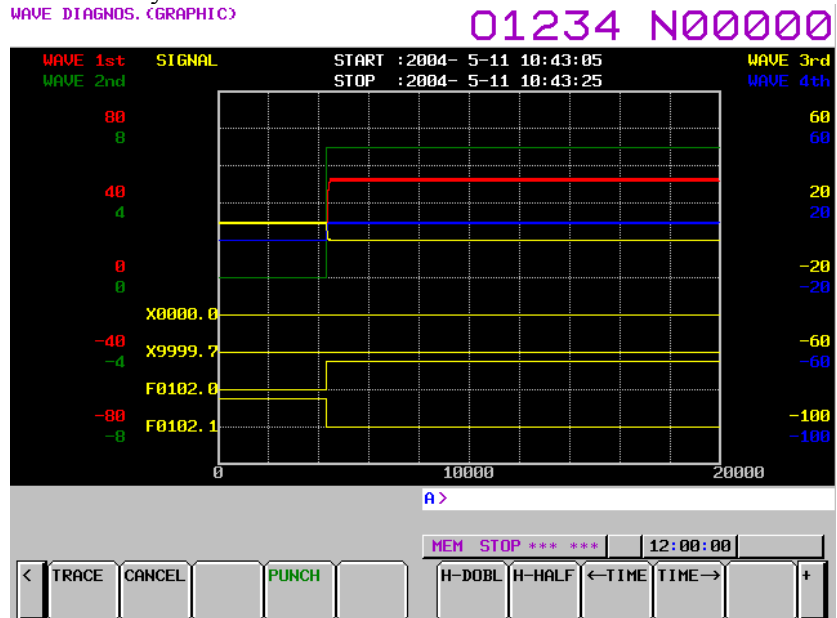 WAVE DIAGNOS.(GRAPHIC)
O1234 N00000
WAVE 1st SIGNAL START :2004- 5-11 10:43:05 WAVE 3rd
WAVE 2nd STOP :2004- 5-11 10:43:25 WAVE 4th
80 60
8 60
40 20
4 20
0 -20
0 -20
X0000.0
-40 -60
X9999.7
-4 -60
F0102.0
-80 -100
F0102.1
-8 -100
0 10000 20000
A>
MEM STOP *** *** 12:00:00
< TRACE CANCEL PUNCH H-DOBL H-HALF ←TIME TIME→ +